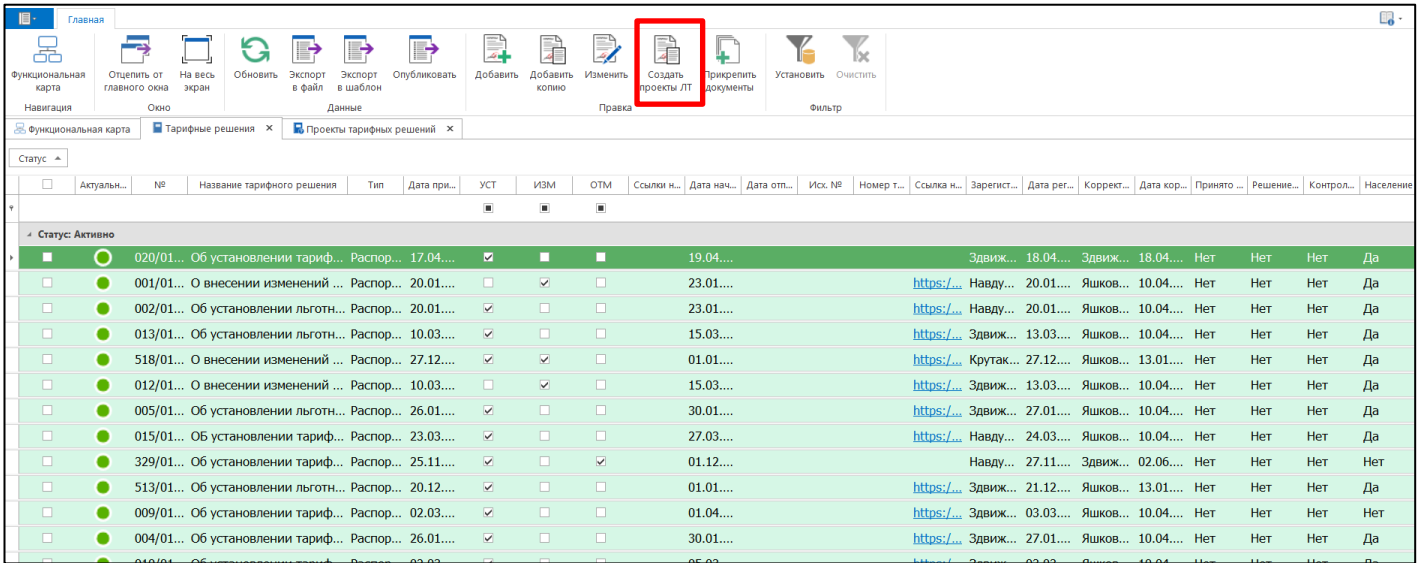 Главная
Функциональная карта
Отцепить от главного окна
На весь экран
Обновить
Экспорт в файл
Экспорт в шаблон
Опубликовать
Добавить
Добавить копию
Изменить
Создать проекты ЛТ
Прикрепить документы
Установить
Очистить
Навигация
Окно
Данные
Правка
Фильтр
Функциональная карта
Тарифные решения ×
Проекты тарифных решений ×
Статус
Актуальн... № Название тарифного решения Тип Дата при... УСТ ИЗМ ОТМ Ссылки н... Дата нач... Дата отп... Исх. № Номер т... Ссылка н... Зарегист... Дата рег... Коррект... Дата кор... Принято ... Решение... Контрол... Население
Статус: Активно
020/01... Об установлении тариф... Распор... 17.04.... 19.04.... Здвиж... 18.04.... Здвиж... 18.04.... Нет Нет Нет Да
001/01... О внесении изменений ... Распор... 20.01.... 23.01.... https:/... Навду... 20.01.... Яшков... 10.04.... Нет Нет Нет Да
002/01... Об установлении льготн... Распор... 20.01.... 23.01.... https:/... Навду... 20.01.... Яшков... 10.04.... Нет Нет Нет Да
013/01... Об установлении льготн... Распор... 10.03.... 15.03.... https:/... Здвиж... 13.03.... Яшков... 10.04.... Нет Нет Нет Да
518/01... О внесении изменений ... Распор... 27.12.... 01.01.... https:/... Крутак... 27.12.... Яшков... 13.01.... Нет Нет Нет Да
012/01... О внесении изменений ... Распор... 10.03.... 15.03.... https:/... Здвиж... 13.03.... Яшков... 10.04.... Нет Нет Нет Да
005/01... Об установлении льготн... Распор... 26.01.... 30.01.... https:/... Здвиж... 27.01.... Яшков... 10.04.... Нет Нет Нет Да
015/01... ОБ установлении тариф... Распор... 23.03.... 27.03.... https:/... Навду... 24.03.... Яшков... 10.04.... Нет Нет Нет Да
329/01... Об установлении тариф... Распор... 25.11.... 01.12.... Навду... 27.11.... Здвиж... 02.06.... Нет Нет Нет Нет
513/01... Об установлении льготн... Распор... 20.12.... 01.01.... https:/... Здвиж... 21.12.... Яшков... 13.01.... Нет Нет Нет Да
009/01... Об установлении тариф... Распор... 02.03.... 01.04.... https:/... Здвиж... 03.03.... Яшков... 10.04.... Нет Нет Нет Нет
004/01... Об установлении тариф... Распор... 26.01.... 30.01.... https:/... Здвиж... 27.01.... Яшков... 10.04.... Нет Нет Нет Да